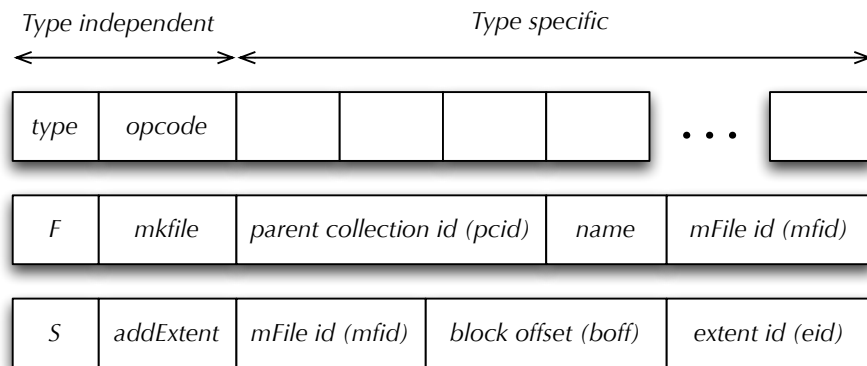 Type independent Type specific
type opcode ...
F mkfile parent collection id (pcid) name mFile id (mfid)
S addExtent mFile id (mfid) block offset (boff) extent id (eid)